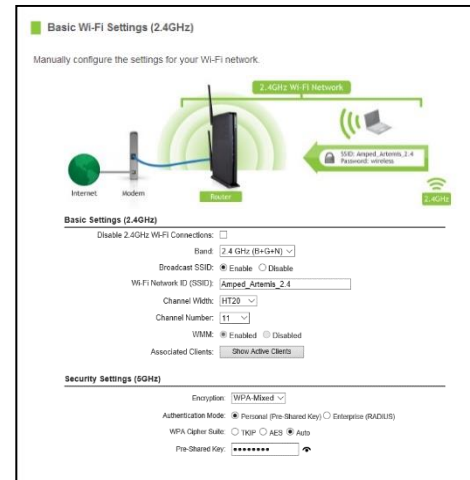 Basic Wi-Fi Settings (2.4GHz)
Manually configure the settings for your Wi-Fi network.
2.4GHz Wi-Fi Network
SSID: Amped_Artemis_2.4
Password: wireless
Internet
Modem
Router
2.4GHz
Basic Settings (2.4GHz)
Disable 2.4GHz Wi-Fi Connections:
Band: 2.4 GHz (B+G+N)
Broadcast SSID: Enable Disable
Wi-Fi Network ID (SSID): Amped_Artemis_2.4
Channel Width: HT20
Channel Number: 11
WMM: Enabled Disabled
Associated Clients: Show Active Clients
Security Settings (5GHz)
Encryption: WPA-Mixed
Authentication Mode: Personal (Pre-Shared Key) Enterprise (RADIUS)
WPA Cipher Suite: TKIP AES Auto
Pre-Shared Key: ••••••••